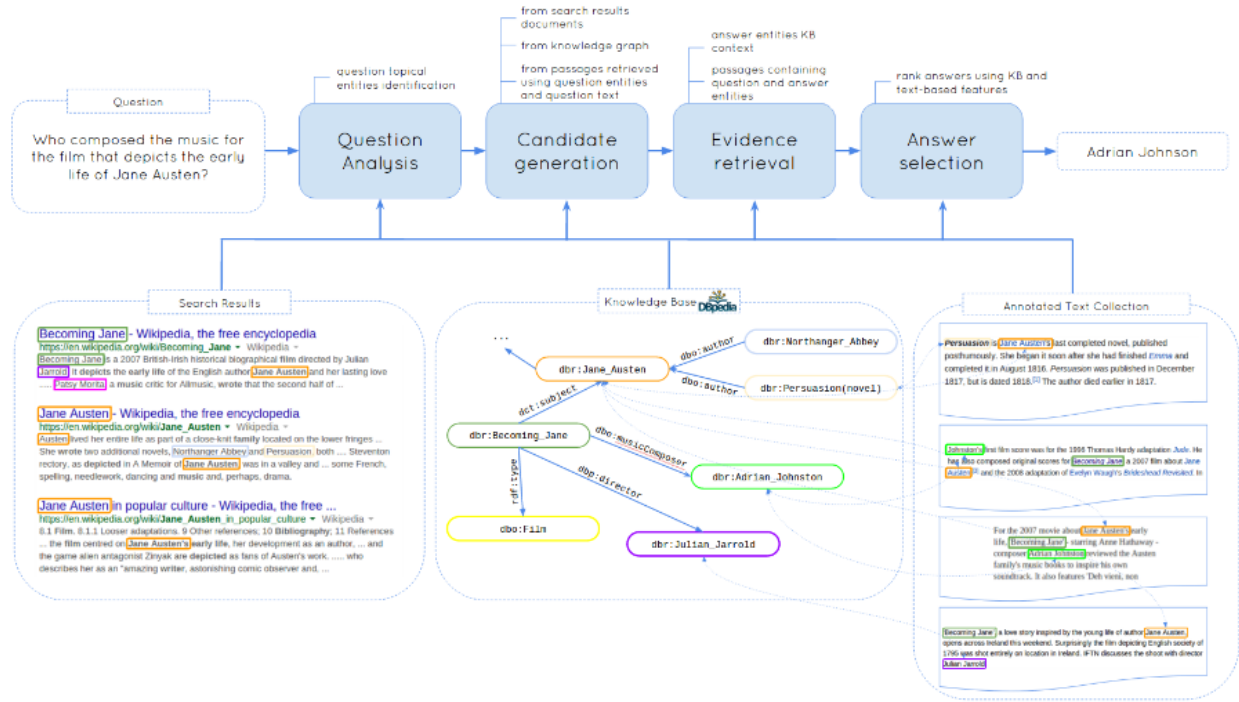 from search results
documents
from knowledge graph
from passages retrieved
using question entities
and question text
answer entities KB
context
passages containing
question and answer
entities
question topical
entities identification
rank answers using KB and
text-based features
Question
Who composed the music for
the film that depicts the early
life of Jane Austen?
Question
Analysis
Candidate
generation
Evidence
retrieval
Answer
selection
Adrian Johnson
Search Results
Becoming Jane - Wikipedia, the free encyclopedia
https://en.wikipedia.org/wiki/Becoming_Jane ▾ Wikipedia ▾
Becoming Jane is a 2007 British-Irish historical biographical film directed by Julian
Jarrold. It depicts the early life of the English author Jane Austen and her lasting love
..... Patsy Morita, a music critic for Allmusic, wrote that the second half of ...
Jane Austen - Wikipedia, the free encyclopedia
https://en.wikipedia.org/wiki/Jane_Austen ▾ Wikipedia ▾
Austen lived her entire life as part of a close-knit family located on the lower fringes ...
She wrote two additional novels, Northanger Abbey and Persuasion, both .... Steventon
rectory, as depicted in A Memoir of Jane Austen, was in a valley and ... some French,
spelling, needlework, dancing and music and, perhaps, drama.
Jane Austen in popular culture - Wikipedia, the free ...
https://en.wikipedia.org/wiki/Jane_Austen_in_popular_culture ▾ Wikipedia ▾
8.1 Film. 8.1.1 Looser adaptations. 9 Other references; 10 Bibliography; 11 References
... the film centred on Jane Austen's early life, her development as an author, ... and
the game alien antagonist Zinyak are depicted as fans of Austen's work. ..... who
describes her as an "amazing writer, astonishing comic observer and, ...
Knowledge Base DBpedia
...
dbr:Jane_Austen
dbo:author
dbr:Northanger_Abbey
dbo:author
dbr:Persuasion(novel)
dct:subject
dbr:Becoming_Jane
dbo:musicComposer
dbr:Adrian_Johnston
rdf:type
dbp:director
dbo:Film
dbr:Julian_Jarrold
Annotated Text Collection
Persuasion is Jane Austen's last completed novel, published
posthumously. She began it soon after she had finished Emma and
completed it in August 1816. Persuasion was published in December
1817, but is dated 1818.[1] The author died earlier in 1817.
Johnston's first film score was for the 1996 Thomas Hardy adaptation Jude. He
has also composed original scores for Becoming Jane, a 2007 film about Jane
Austen and the 2008 adaptation of Evelyn Waugh's Brideshead Revisited. In
For the 2007 movie about Jane Austen's early
life, 'Becoming Jane' - starring Anne Hathaway -
composer Adrian Johnston reviewed the Austen
family's music books to inspire his own
soundtrack. It also features 'Deh vieni, non
'Becoming Jane' a love story inspired by the young life of author Jane Austen,
opens across Ireland this weekend. Surprisingly the film depicting English society of
1795 was shot entirely on location in Ireland. IFTN discusses the shoot with director
Julian Jarrold